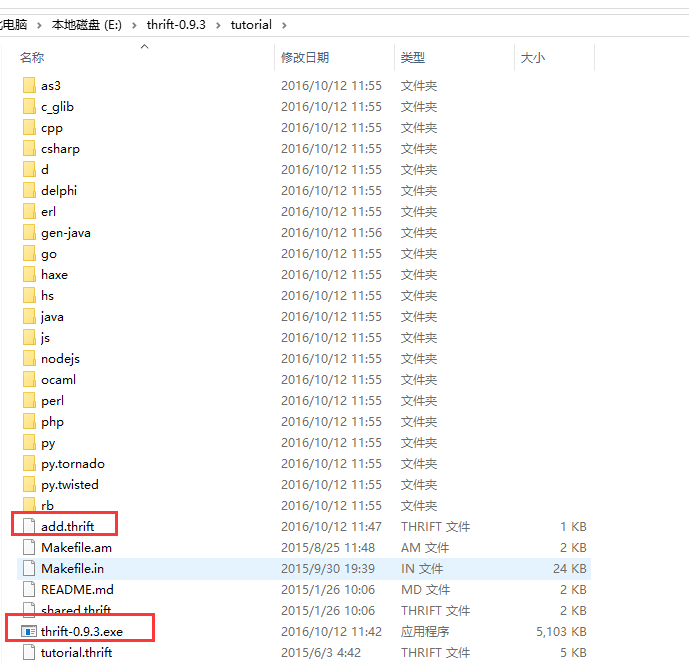 电脑 › 本地磁盘 (E:) › thrift-0.9.3 › tutorial ›
名称 修改日期 类型 大小
as3 2016/10/12 11:55 文件夹
c_glib 2016/10/12 11:55 文件夹
cpp 2016/10/12 11:55 文件夹
csharp 2016/10/12 11:55 文件夹
d 2016/10/12 11:55 文件夹
delphi 2016/10/12 11:55 文件夹
erl 2016/10/12 11:55 文件夹
gen-java 2016/10/12 11:56 文件夹
go 2016/10/12 11:55 文件夹
haxe 2016/10/12 11:55 文件夹
hs 2016/10/12 11:55 文件夹
java 2016/10/12 11:55 文件夹
js 2016/10/12 11:55 文件夹
nodejs 2016/10/12 11:55 文件夹
ocaml 2016/10/12 11:55 文件夹
perl 2016/10/12 11:55 文件夹
php 2016/10/12 11:55 文件夹
py 2016/10/12 11:55 文件夹
py.tornado 2016/10/12 11:55 文件夹
py.twisted 2016/10/12 11:55 文件夹
rb 2016/10/12 11:55 文件夹
add.thrift 2016/10/12 11:47 THRIFT 文件 1 KB
Makefile.am 2015/8/25 11:48 AM 文件 2 KB
Makefile.in 2015/9/30 19:39 IN 文件 24 KB
README.md 2015/1/26 10:06 MD 文件 2 KB
shared.thrift 2015/1/26 10:06 THRIFT 文件 2 KB
thrift-0.9.3.exe 2016/10/12 11:42 应用程序 5,103 KB
tutorial.thrift 2015/6/3 4:42 THRIFT 文件 5 KB